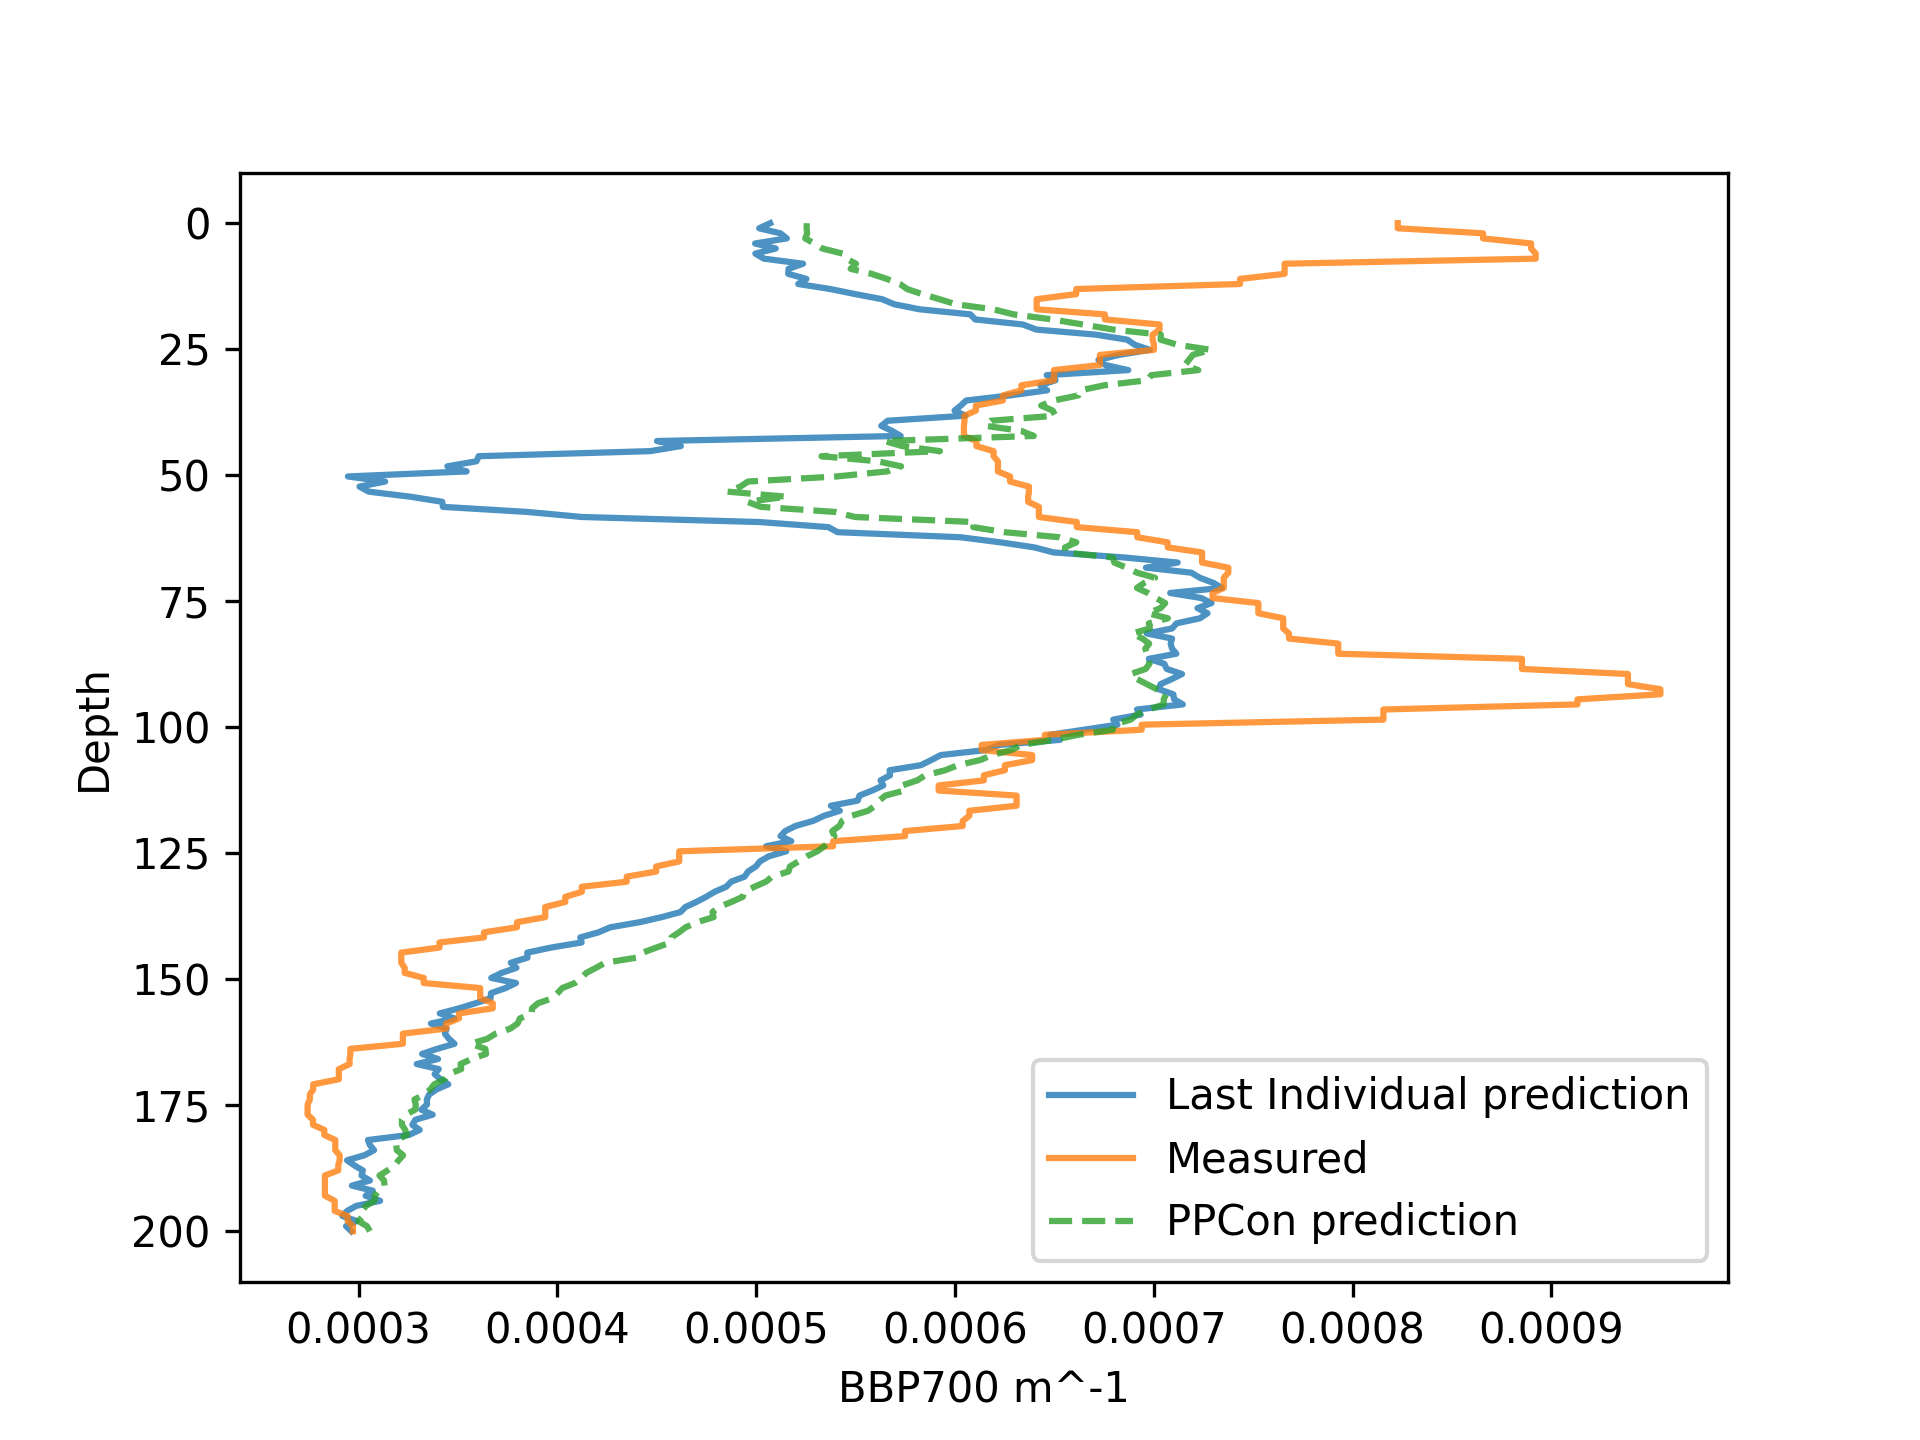 0
25
50
75
100
125
150
175
200
Depth
0.0003 0.0004 0.0005 0.0006 0.0007 0.0008 0.0009
BBP700 m^-1
Last Individual prediction
Measured
PPCon prediction